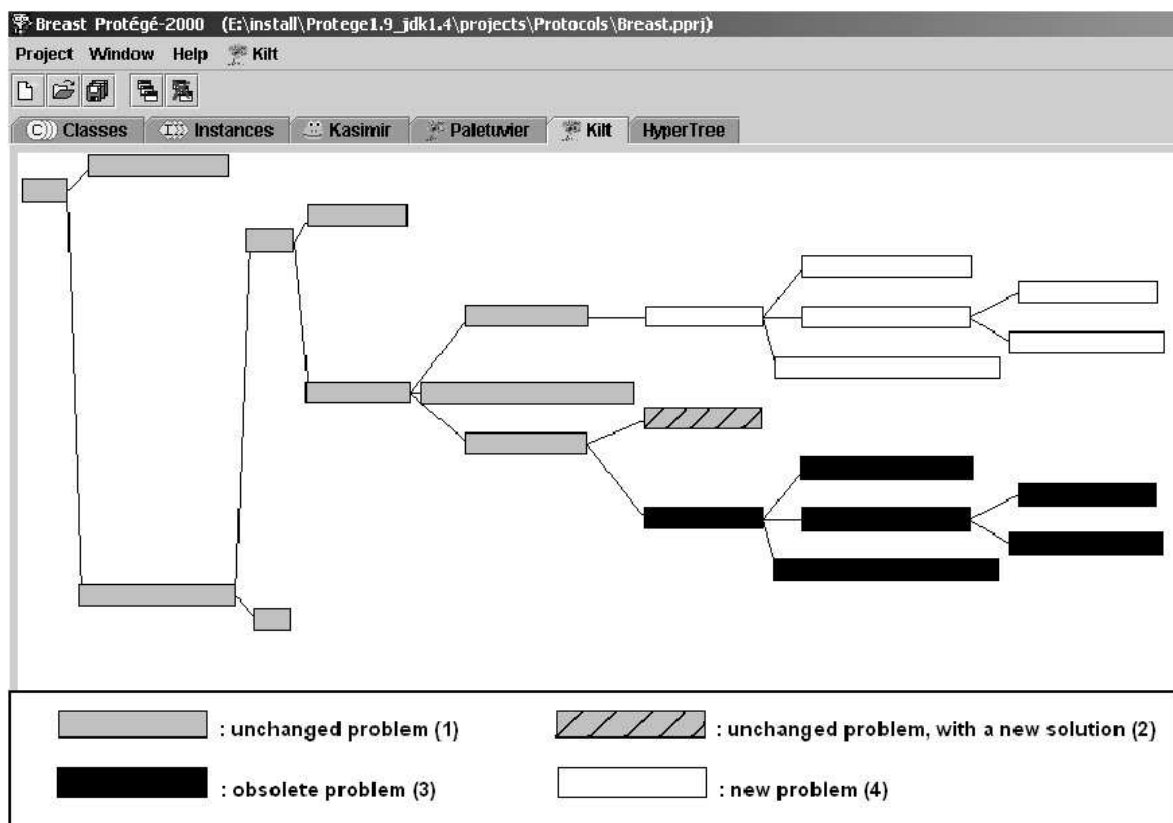 Breast Protégé-2000 (E:\install\Protege1.9_jdk1.4\projects\Protocols\Breast.pprj)
Project Window Help Kilt
C Classes I Instances Kasimir Paletuvier Kilt HyperTree
: unchanged problem (1) : unchanged problem, with a new solution (2)
: obsolete problem (3) : new problem (4)